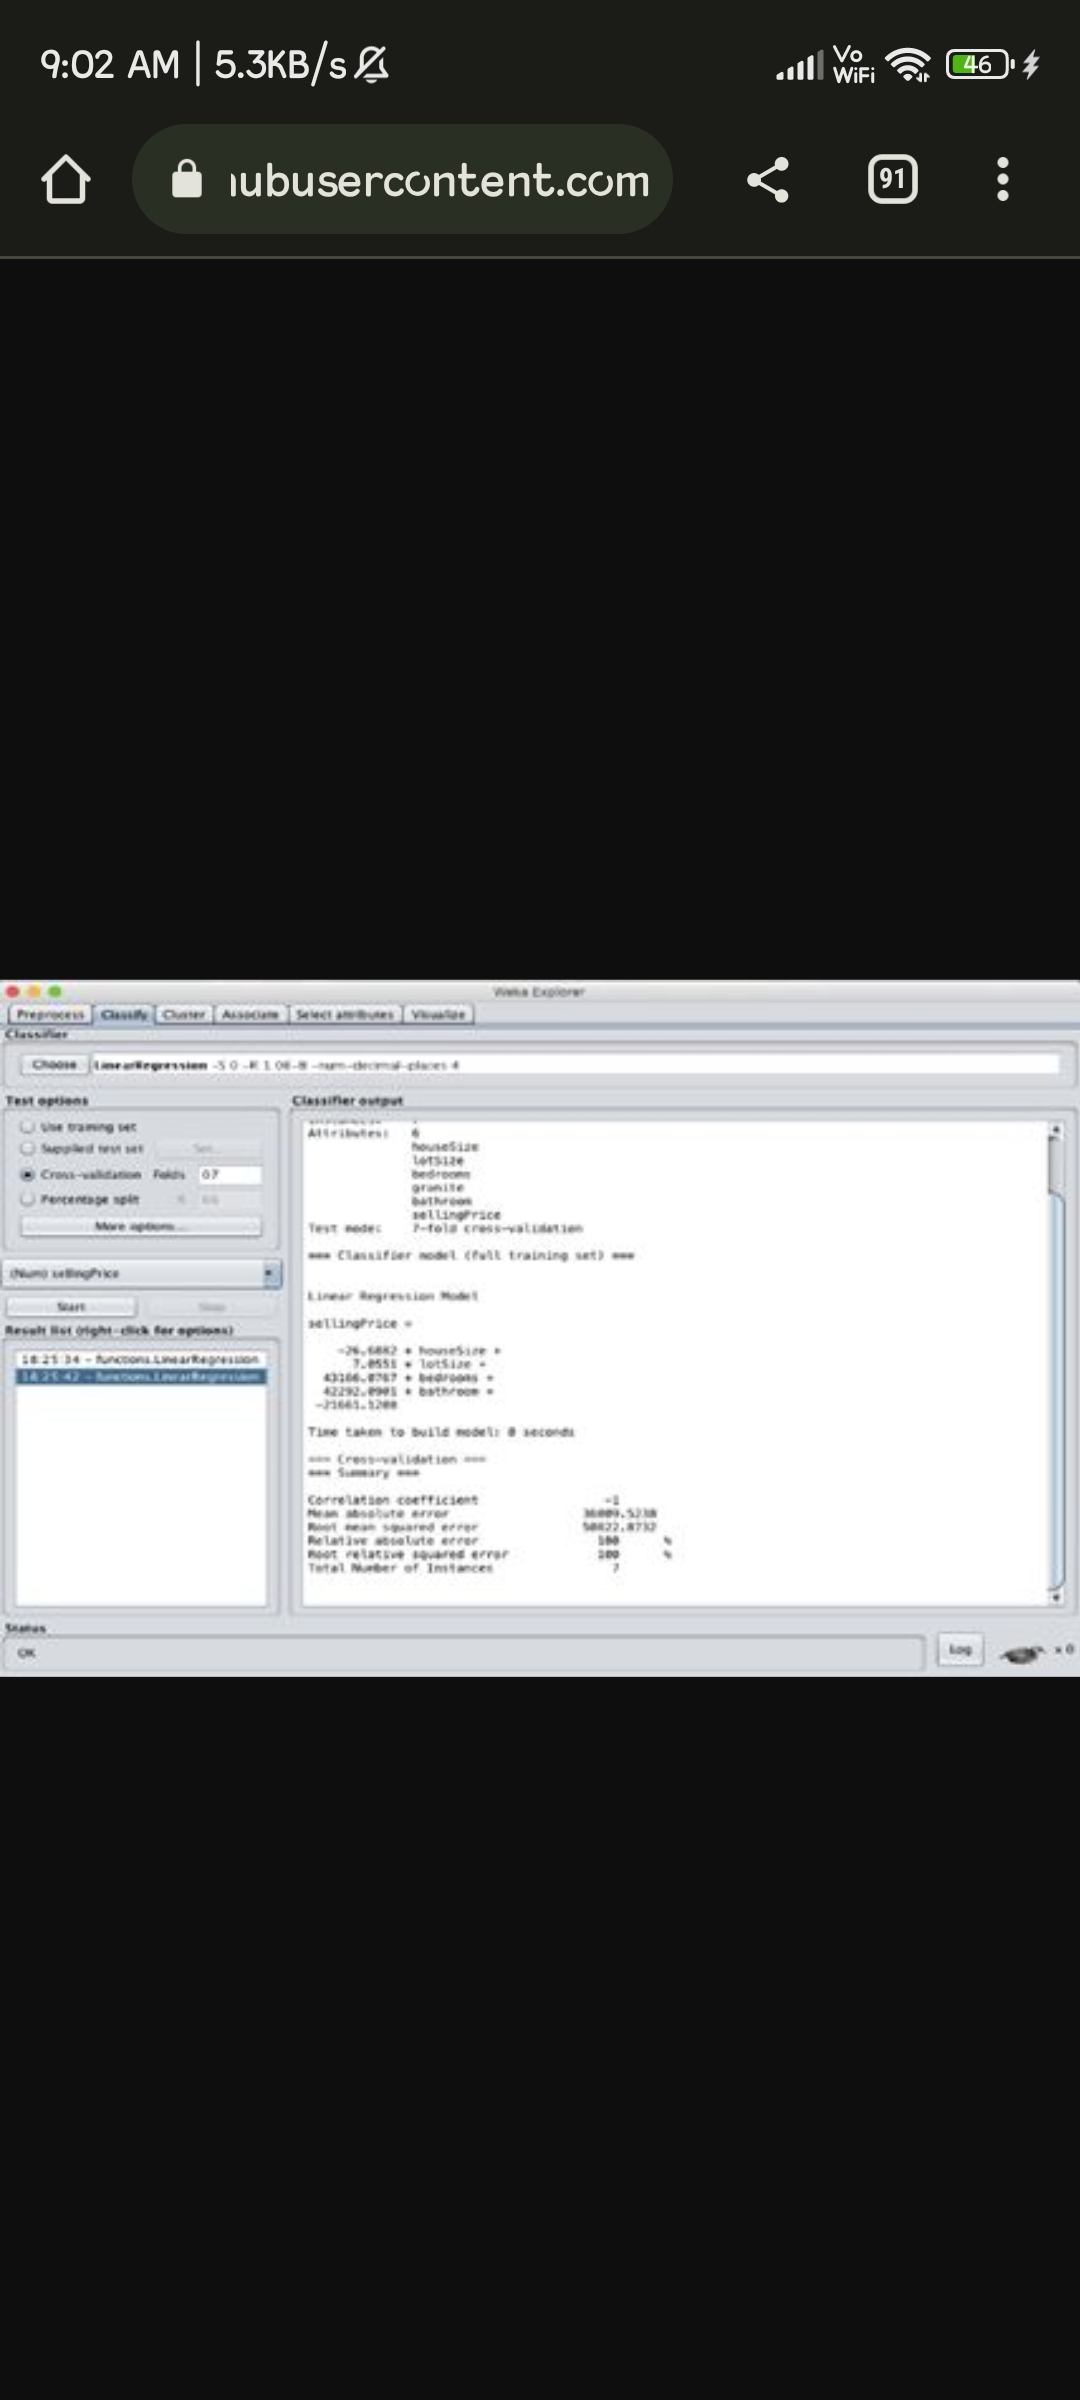 9:02 AM | 5.3KB/s
Vo WiFi 46
ubusercontent.com
91
Weka Explorer
Preprocess Classify Cluster Associate Select attributes Visualize
Classifier
Choose LinearRegression -S 0 -R 1.0E-8 -num-decimal-places 4
Test options
Use training set
Supplied test set Set...
Cross-validation Folds 07
Percentage split % 66
More options...
(Num) sellingPrice
Start Stop
Result list (right-click for options)
18:25:34 - functions.LinearRegression
18:25:42 - functions.LinearRegression
Classifier output
Attributes: 6
houseSize
lotSize
bedrooms
granite
bathroom
sellingPrice
Test mode: 7-fold cross-validation
=== Classifier model (full training set) ===
Linear Regression Model
sellingPrice =
-26.6882 * houseSize +
7.0551 * lotSize +
43166.0767 * bedrooms +
42292.0901 * bathroom +
-21661.1208
Time taken to build model: 0 seconds
=== Cross-validation ===
=== Summary ===
Correlation coefficient -1
Mean absolute error 36009.5238
Root mean squared error 50822.8732
Relative absolute error 100 %
Root relative squared error 100 %
Total Number of Instances 7
Status
OK
Log x 0